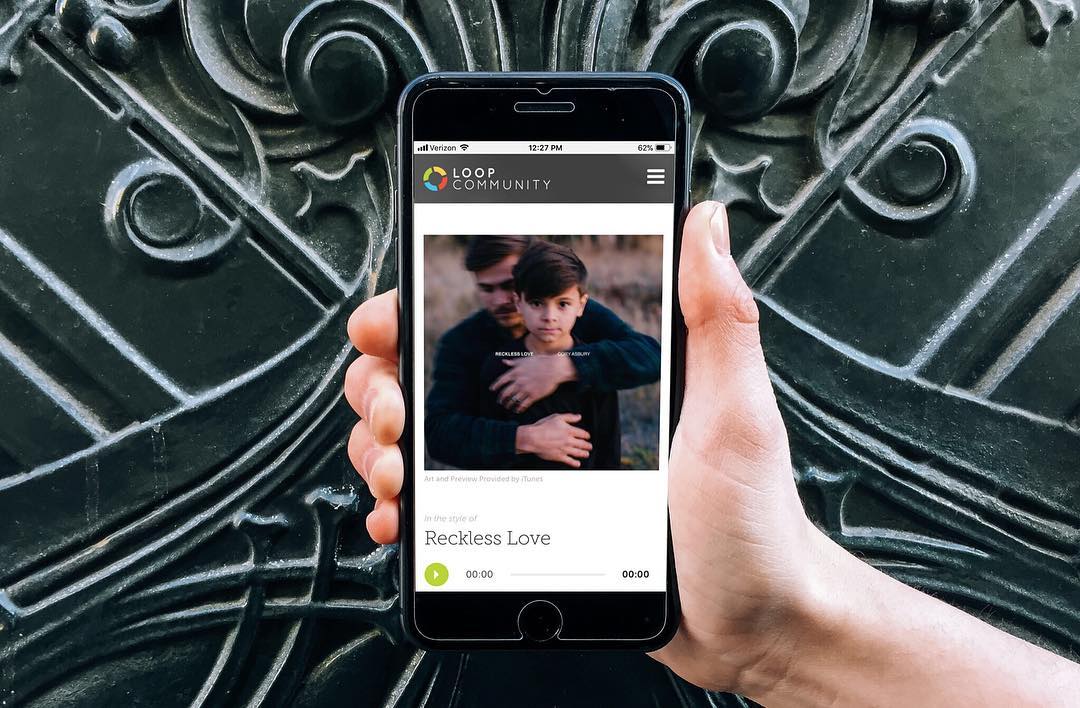 Verizon 12:27 PM 62%
LOOP
COMMUNITY
RECKLESS LOVE CORY ASBURY
Art and Preview Provided by iTunes
In the style of
Reckless Love
00:00 00:00